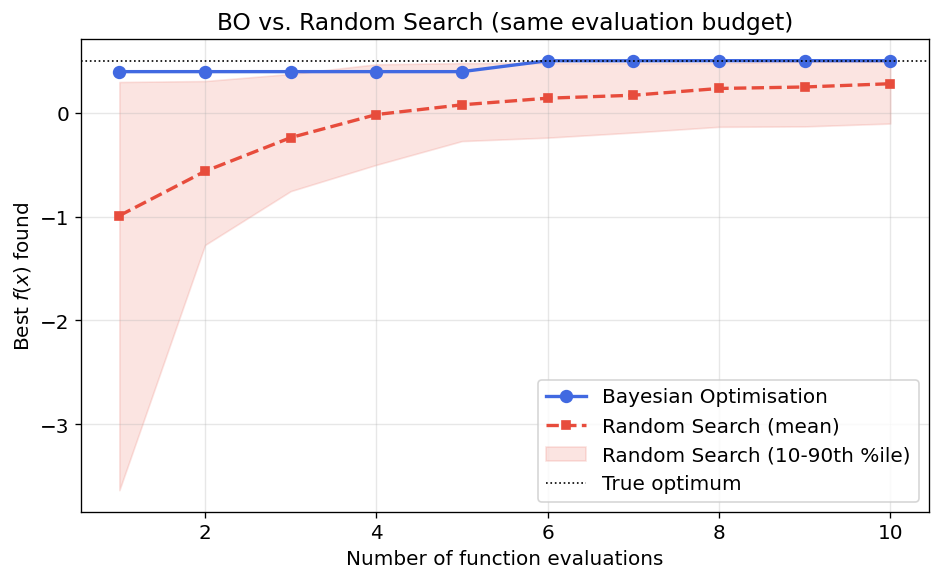 BO vs. Random Search (same evaluation budget)
Best f(x) found
0
−1
−2
−3
2
4
6
8
10
Number of function evaluations
Bayesian Optimisation
Random Search (mean)
Random Search (10-90th %ile)
True optimum